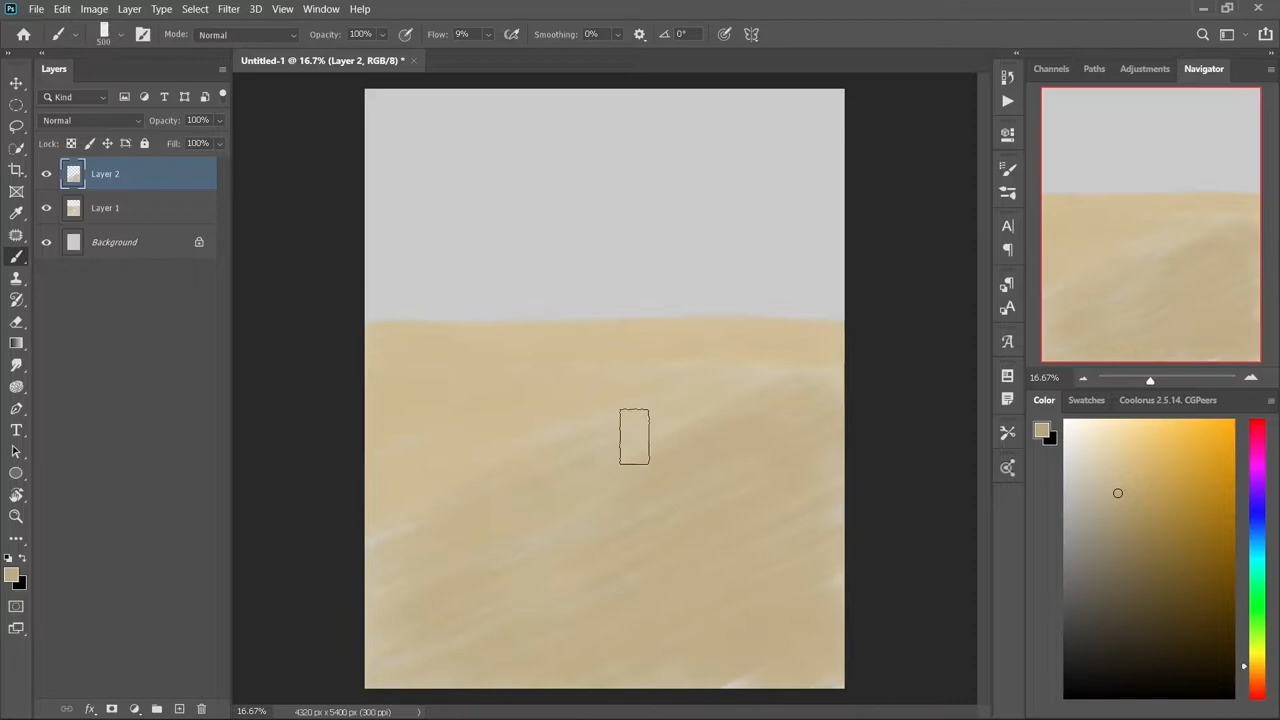 Ps File Edit Image Layer Type Select Filter 3D View Window Help
500 Mode: Normal Opacity: 100% Flow: 9% Smoothing: 0% 0°
Layers
Untitled-1 @ 16.7% (Layer 2, RGB/8) *
Channels Paths Adjustments Navigator
Kind
Normal Opacity: 100%
Lock: Fill: 100%
Layer 2
Layer 1
Background
16.67%
Color Swatches Coolorus 2.5.14. CGPeers
fx
16.67% 4320 px x 5400 px (300 ppi)